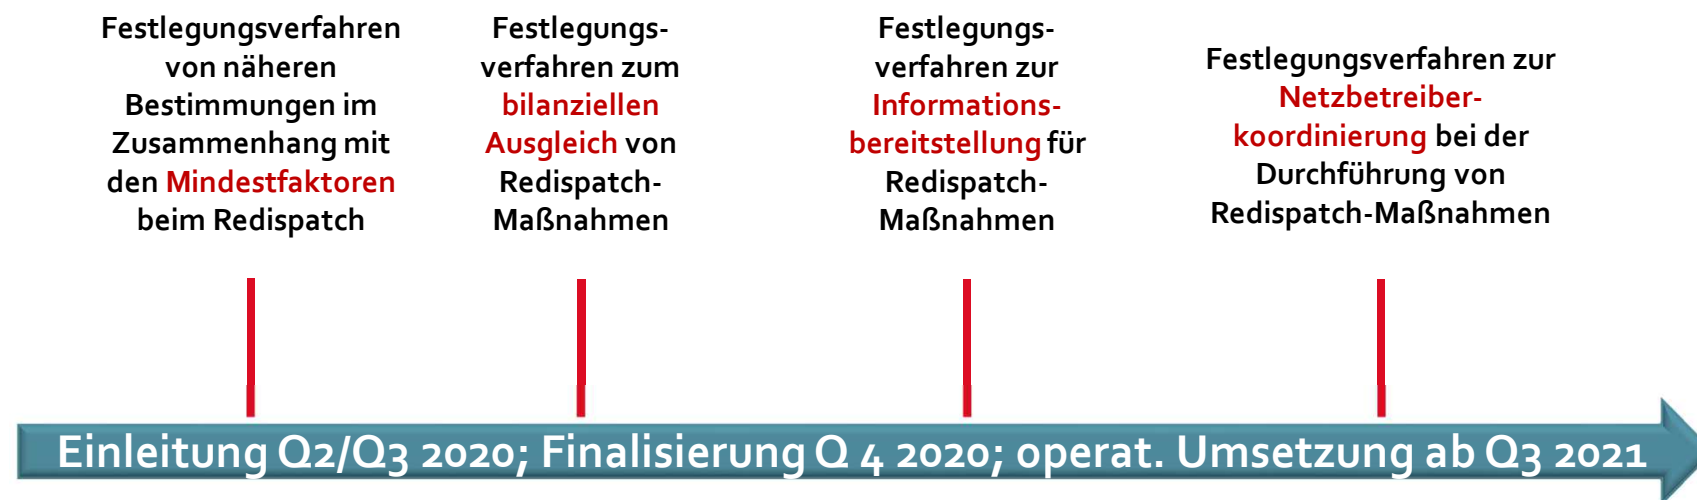 Festlegungsverfahren
von näheren
Bestimmungen im
Zusammenhang mit
den Mindestfaktoren
beim Redispatch
Festlegungs-
verfahren zum
bilanziellen
Ausgleich von
Redispatch-
Maßnahmen
Festlegungs-
verfahren zur
Informations-
bereitstellung für
Redispatch-
Maßnahmen
Festlegungsverfahren zur
Netzbetreiber-
koordinierung bei der
Durchführung von
Redispatch-Maßnahmen
Einleitung Q2/Q3 2020; Finalisierung Q 4 2020; operat. Umsetzung ab Q3 2021